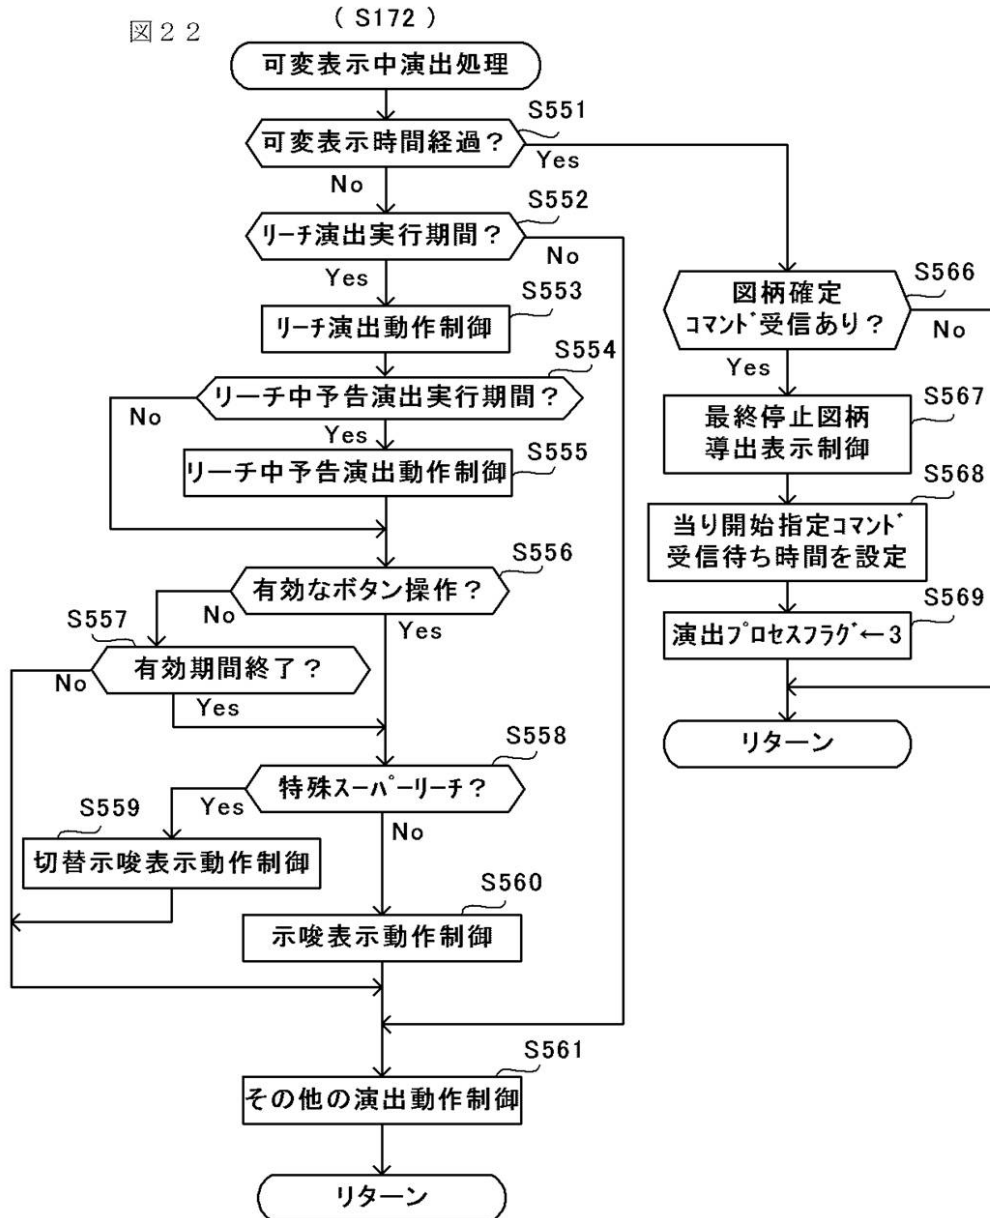 図２２
( S172 )
可変表示中演出処理
S551
可変表示時間経過？
Yes
No
S552
リーチ演出実行期間？
No
Yes
S553
リーチ演出動作制御
S554
リーチ中予告演出実行期間？
No
Yes
S555
リーチ中予告演出動作制御
S556
有効なボタン操作？
No
Yes
S557
有効期間終了？
No
Yes
S558
特殊スーパーリーチ？
Yes
No
S559
切替示唆表示動作制御
S560
示唆表示動作制御
S561
その他の演出動作制御
リターン
S566
図柄確定
コマンド受信あり？
No
Yes
S567
最終停止図柄
導出表示制御
S568
当り開始指定コマンド
受信待ち時間を設定
S569
演出プロセスフラグ←3
リターン